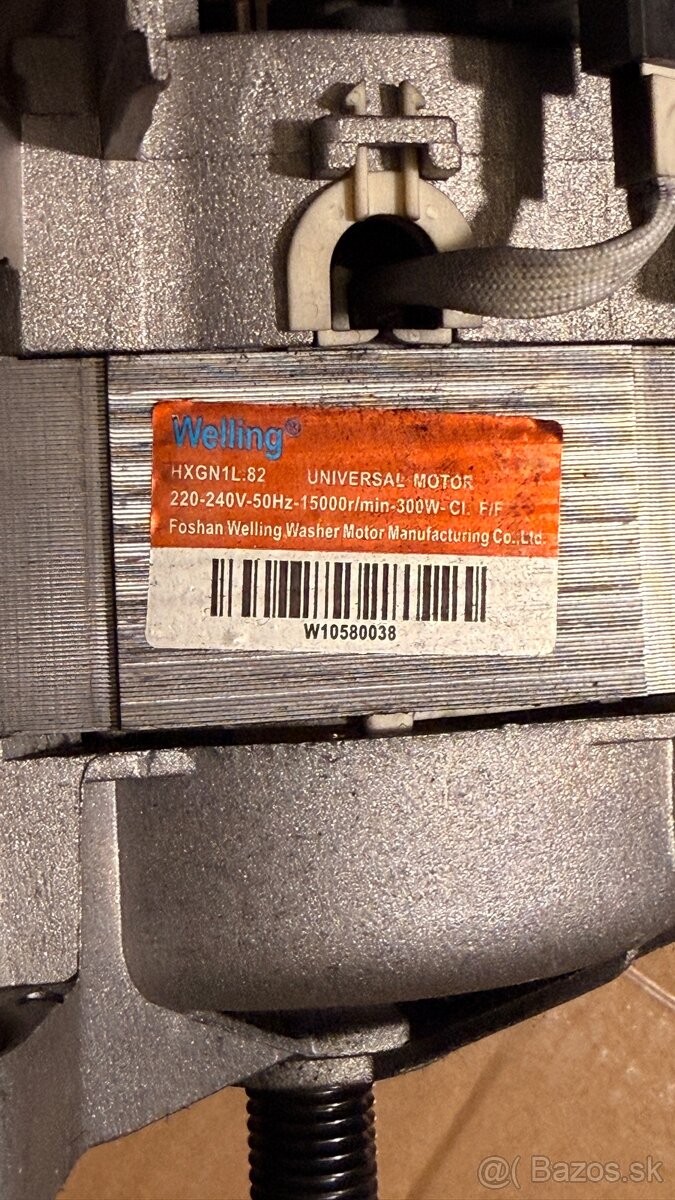 Welling®
HXGN1L.82 UNIVERSAL MOTOR
220-240V-50Hz-15000r/min-300W- Cl. F/F
Foshan Welling Washer Motor Manufacturing Co.,Ltd.
W10580038
@( Bazos.sk